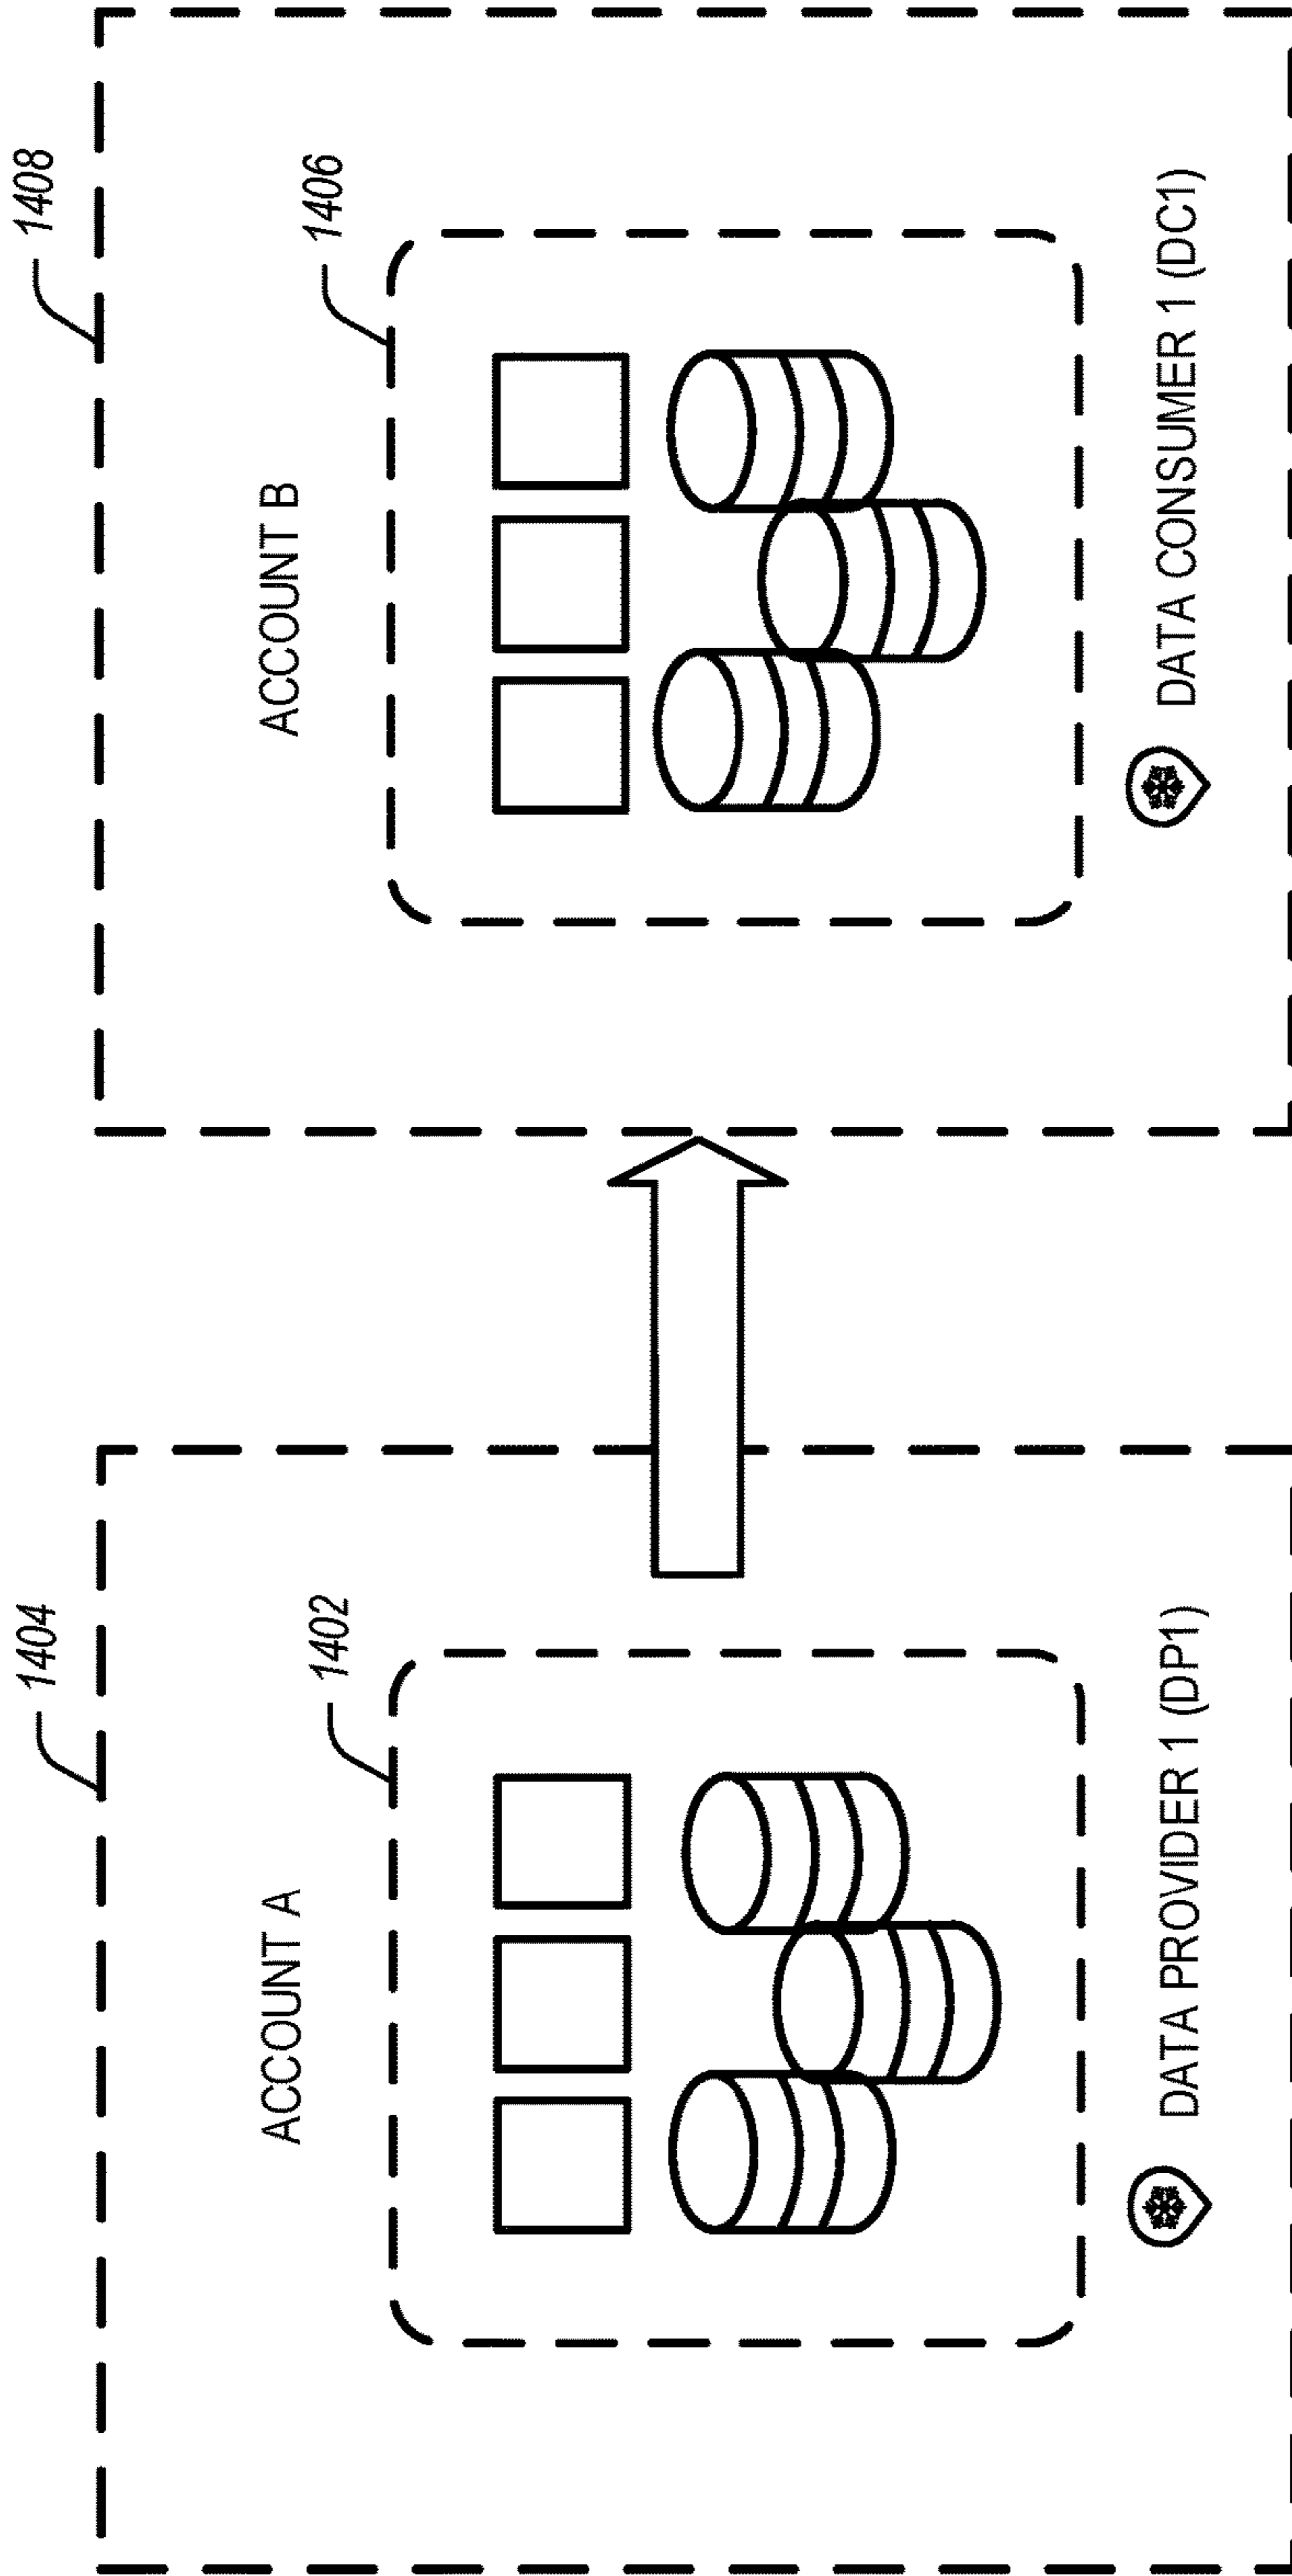 1404
1408
ACCOUNT A
ACCOUNT B
1402
1406
DATA PROVIDER 1 (DP1)
DATA CONSUMER 1 (DC1)